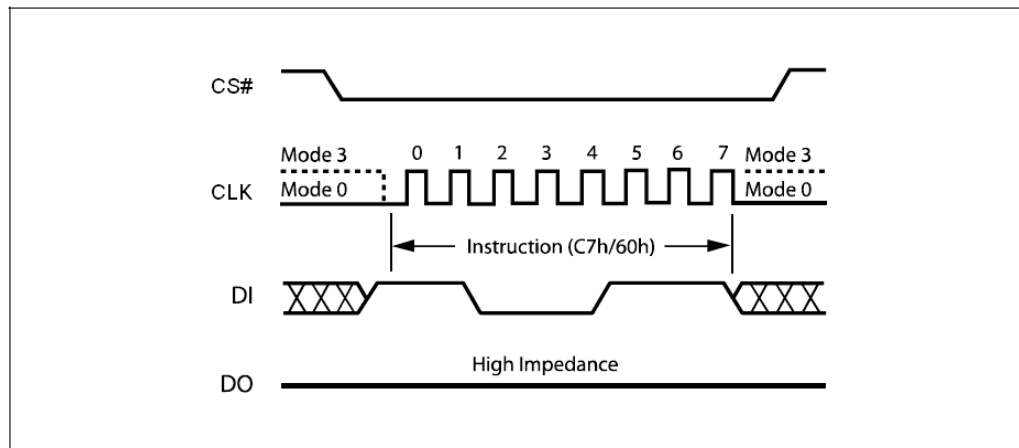 CS#
Mode 3 0 1 2 3 4 5 6 7 Mode 3
CLK Mode 0 Mode 0
Instruction (C7h/60h)
DI
High Impedance
DO